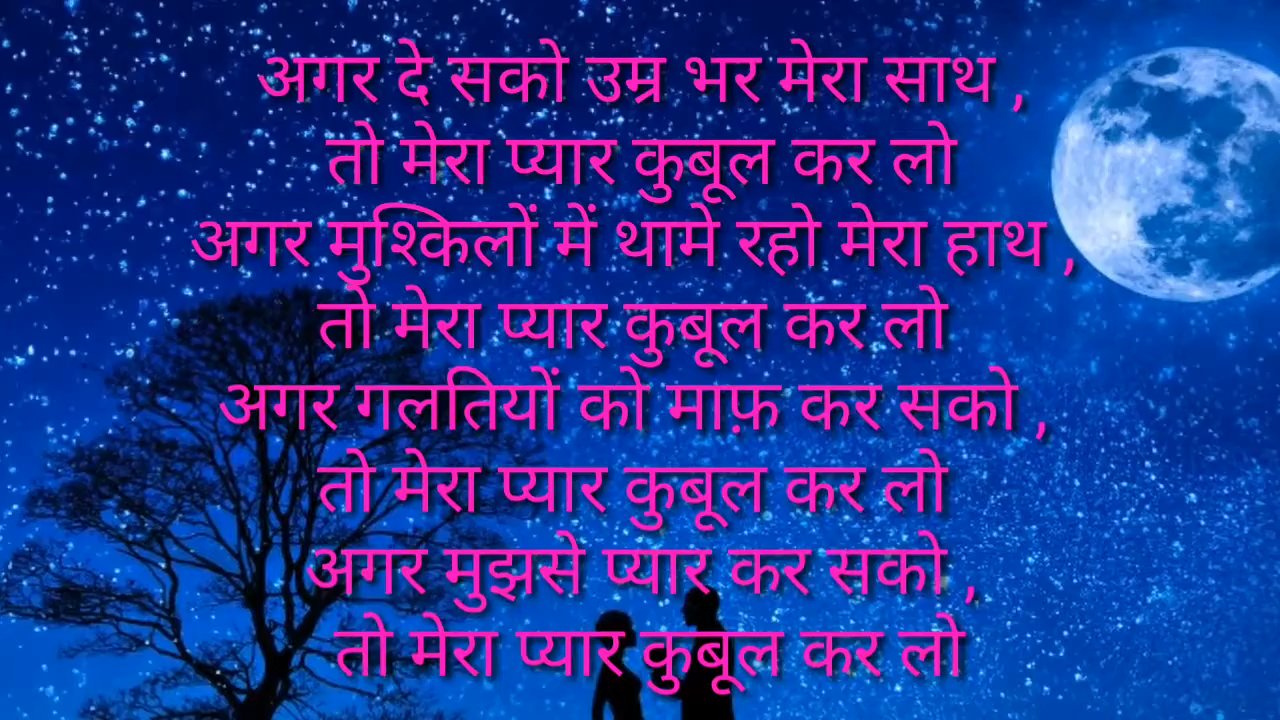 अगर दे सको उम्र भर मेरा साथ ,
तो मेरा प्यार कुबूल कर लो
अगर मुश्किलों में थामे रहो मेरा हाथ ,
तो मेरा प्यार कुबूल कर लो
अगर गलतियों को माफ़ कर सको ,
तो मेरा प्यार कुबूल कर लो
अगर मुझसे प्यार कर सको ,
तो मेरा प्यार कुबूल कर लो